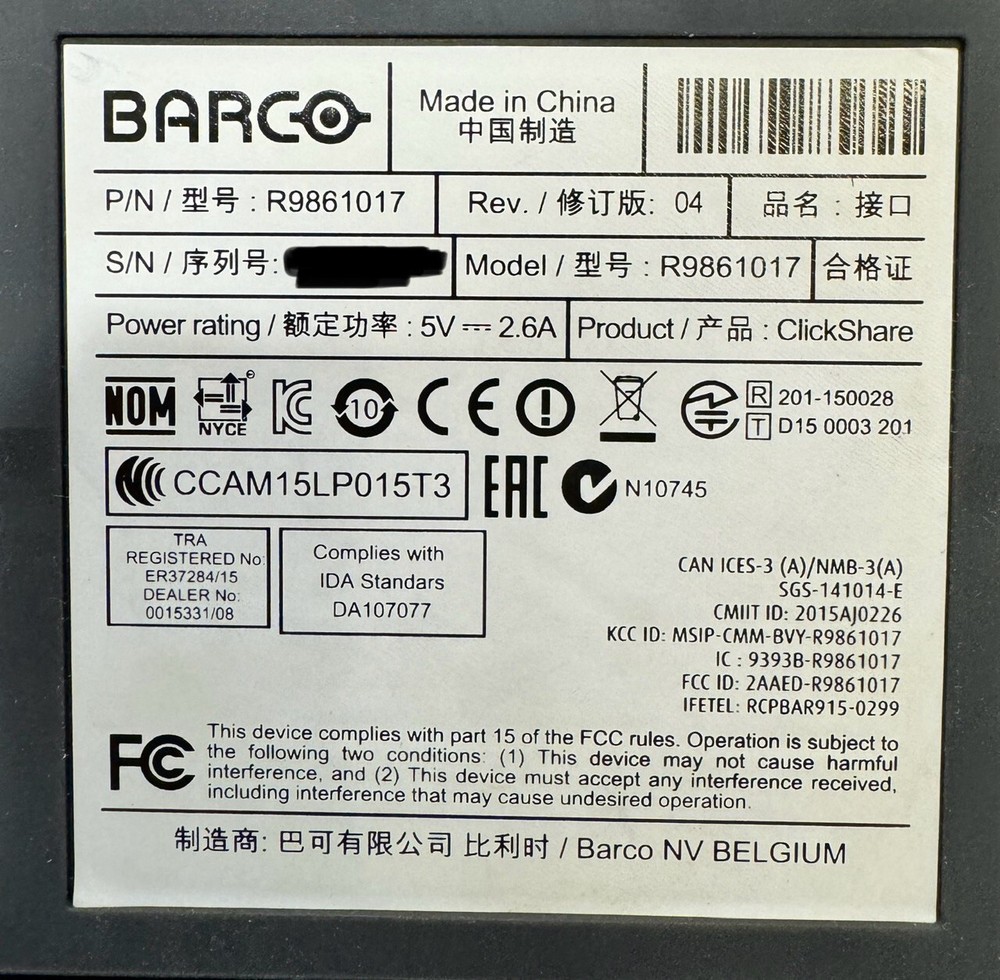 BARCO
Made in China
中国制造
P/N / 型号 : R9861017
Rev. / 修订版: 04
品名 : 接口
S/N / 序列号:
Model / 型号 : R9861017
合格证
Power rating / 额定功率 : 5V ⎓ 2.6A
Product / 产品 : ClickShare
NOM
NYCE
10
CE
R 201-150028
T D15 0003 201
CCAM15LP015T3
EAC
N10745
TRA
REGISTERED No:
ER37284/15
DEALER No:
0015331/08
Complies with
IDA Standars
DA107077
CAN ICES-3 (A)/NMB-3(A)
SGS-141014-E
CMIIT ID: 2015AJ0226
KCC ID: MSIP-CMM-BVY-R9861017
IC : 9393B-R9861017
FCC ID: 2AAED-R9861017
IFETEL: RCPBAR915-0299
FC
This device complies with part 15 of the FCC rules. Operation is subject to
the following two conditions: (1) This device may not cause harmful
interference, and (2) This device must accept any interference received,
including interference that may cause undesired operation.
制造商: 巴可有限公司 比利时 / Barco NV BELGIUM